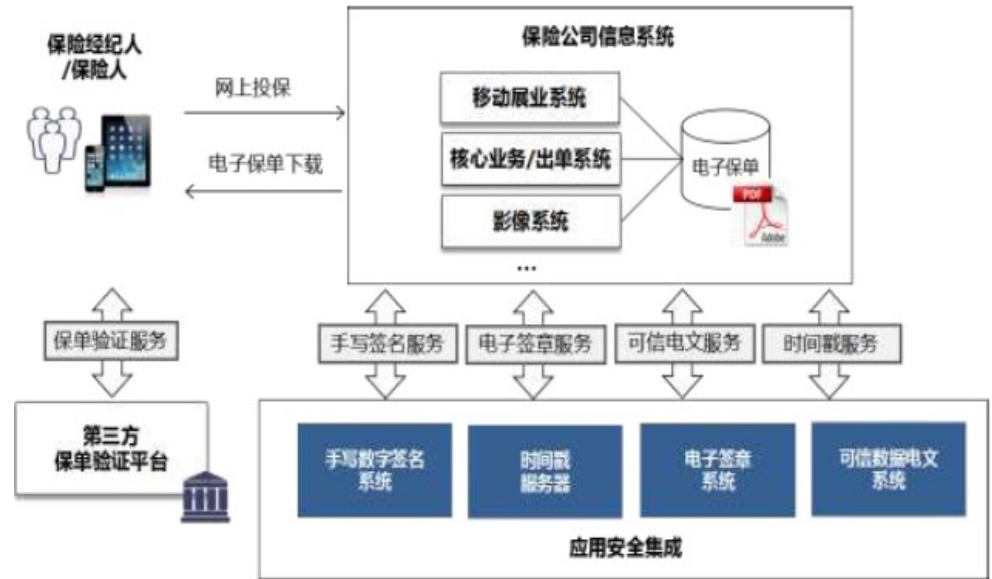 保险经纪人
/保险人
网上投保
电子保单下载
保险公司信息系统
移动展业系统
核心业务/出单系统
影像系统
...
电子保单
PDF
Adobe
保单验证服务
手写签名服务
电子签章服务
可信电文服务
时间戳服务
第三方
保单验证平台
手写数字签名
系统
时间戳
服务器
电子签章
系统
可信数据电文
系统
应用安全集成